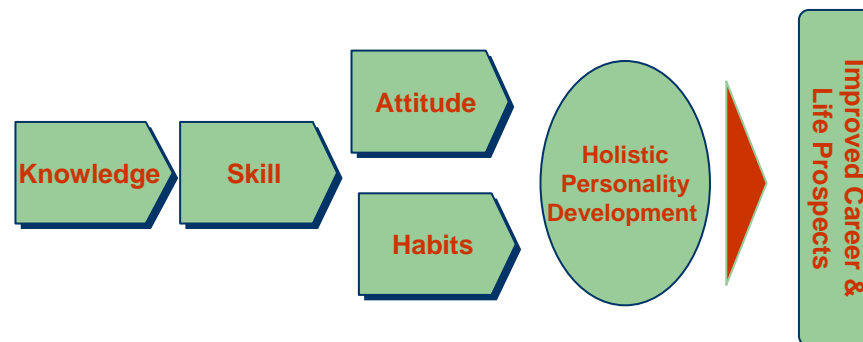 Knowledge
Skill
Attitude
Habits
Holistic
Personality
Development
Improved Career &
Life Prospects